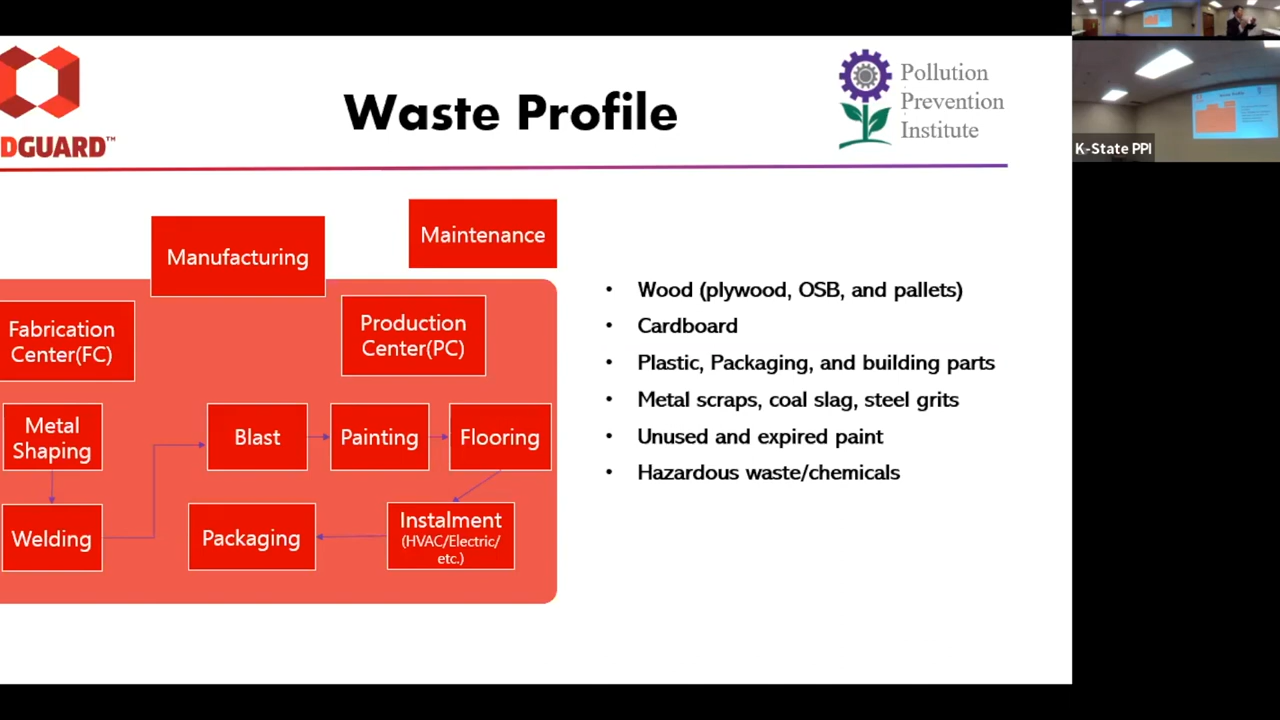 DGUARD™
Waste Profile
Pollution
Prevention
Institute
K-State PPI
Manufacturing
Maintenance
Fabrication
Center(FC)
Production
Center(PC)
Metal
Shaping
Blast
Painting
Flooring
Welding
Packaging
Instalment
(HVAC/Electric/
etc.)
• Wood (plywood, OSB, and pallets)
• Cardboard
• Plastic, Packaging, and building parts
• Metal scraps, coal slag, steel grits
• Unused and expired paint
• Hazardous waste/chemicals